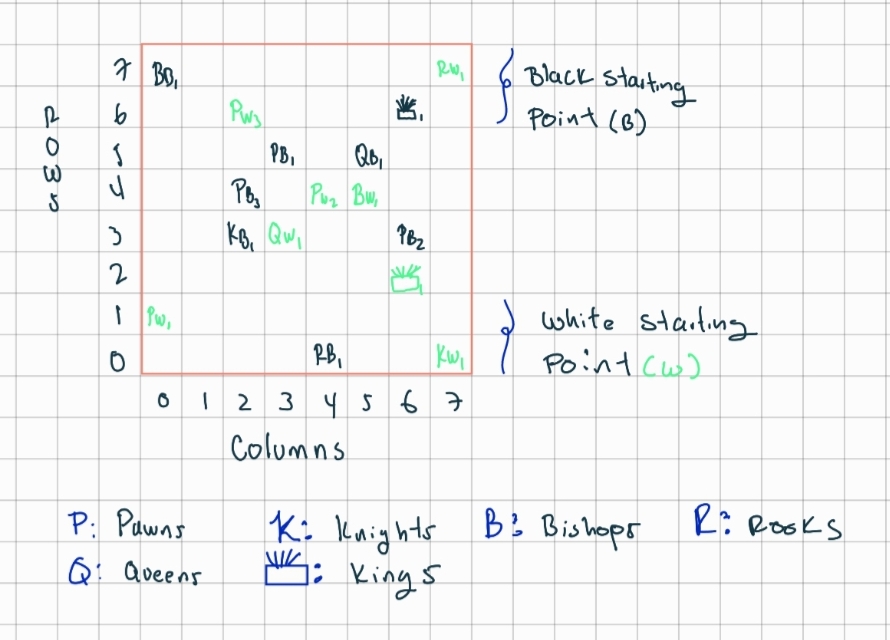 7 BB1 RW1 Black starting
R 6 PW3 1 Point (B)
O 5 PB1 QB1
W 4 PB3 PW2 BW1
S 3 KB1 QW1 PB2
2 1
1 PW1 White starting
0 RB1 KW1 Point (W)
0 1 2 3 4 5 6 7
Columns
P: Pawns K: Knights B: Bishops R: Rooks
Q: Queens : Kings